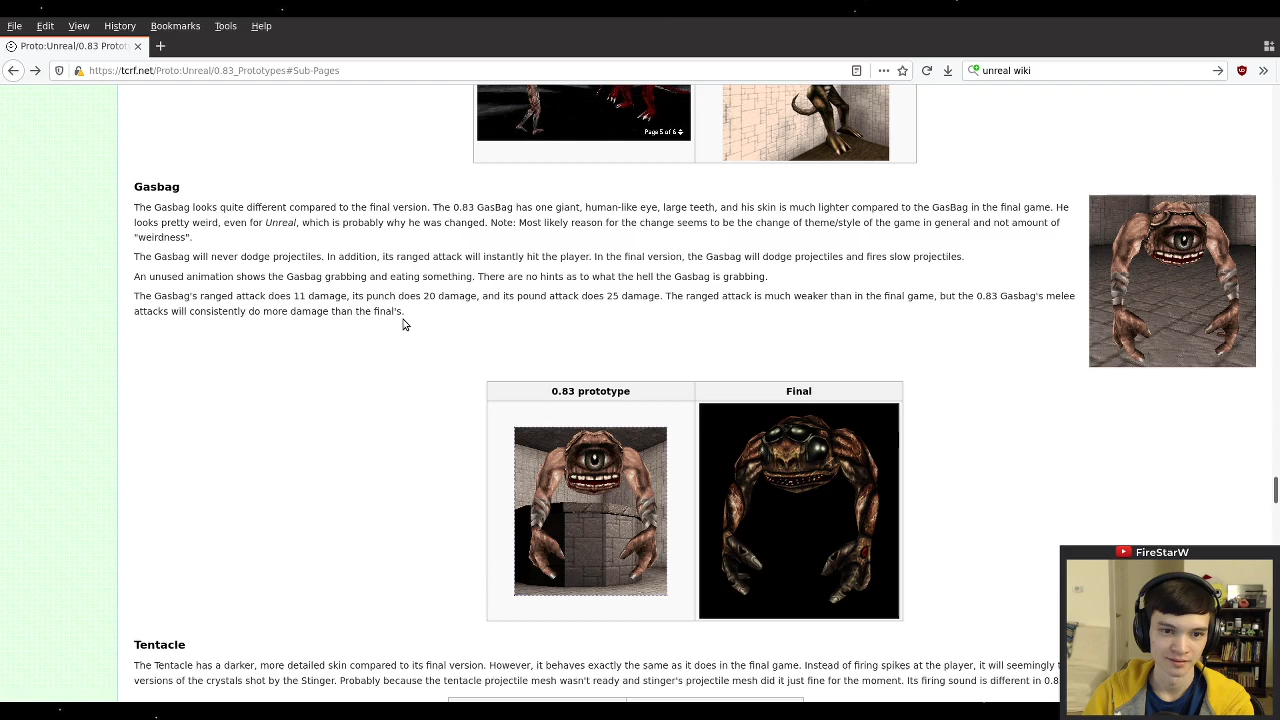 File Edit View History Bookmarks Tools Help
Proto:Unreal/0.83 Protot
https://tcrf.net/Proto:Unreal/0.83_Prototypes#Sub-Pages
unreal wiki
Page 5 of 6
Gasbag
The Gasbag looks quite different compared to the final version. The 0.83 GasBag has one giant, human-like eye, large teeth, and his skin is much lighter compared to the GasBag in the final game. He
looks pretty weird, even for Unreal, which is probably why he was changed. Note: Most likely reason for the change seems to be the change of theme/style of the game in general and not amount of
"weirdness".
The Gasbag will never dodge projectiles. In addition, its ranged attack will instantly hit the player. In the final version, the Gasbag will dodge projectiles and fires slow projectiles.
An unused animation shows the Gasbag grabbing and eating something. There are no hints as to what the hell the Gasbag is grabbing.
The Gasbag's ranged attack does 11 damage, its punch does 20 damage, and its pound attack does 25 damage. The ranged attack is much weaker than in the final game, but the 0.83 Gasbag's melee
attacks will consistently do more damage than the final's.
0.83 prototype Final
FireStarW
Tentacle
The Tentacle has a darker, more detailed skin compared to its final version. However, it behaves exactly the same as it does in the final game. Instead of firing spikes at the player, it will seemingly
versions of the crystals shot by the Stinger. Probably because the tentacle projectile mesh wasn't ready and stinger's projectile mesh did it just fine for the moment. Its firing sound is different in 0.8